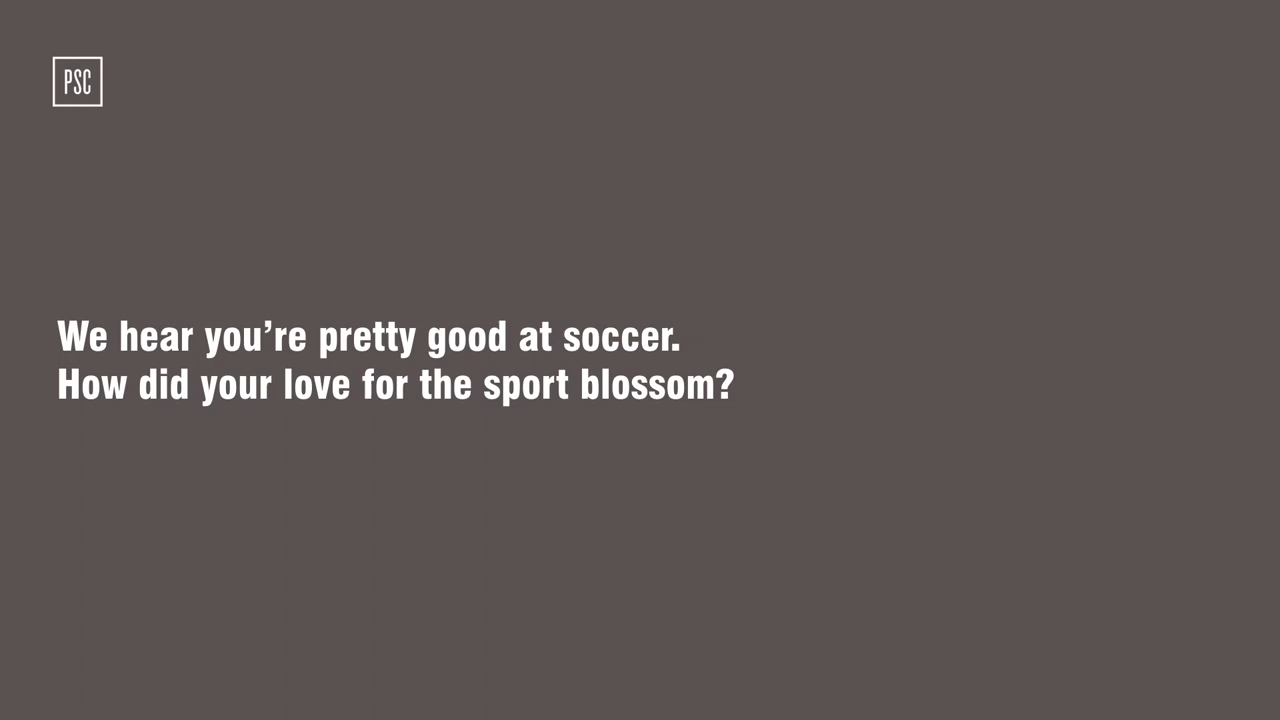 PSC
We hear you’re pretty good at soccer.
How did your love for the sport blossom?